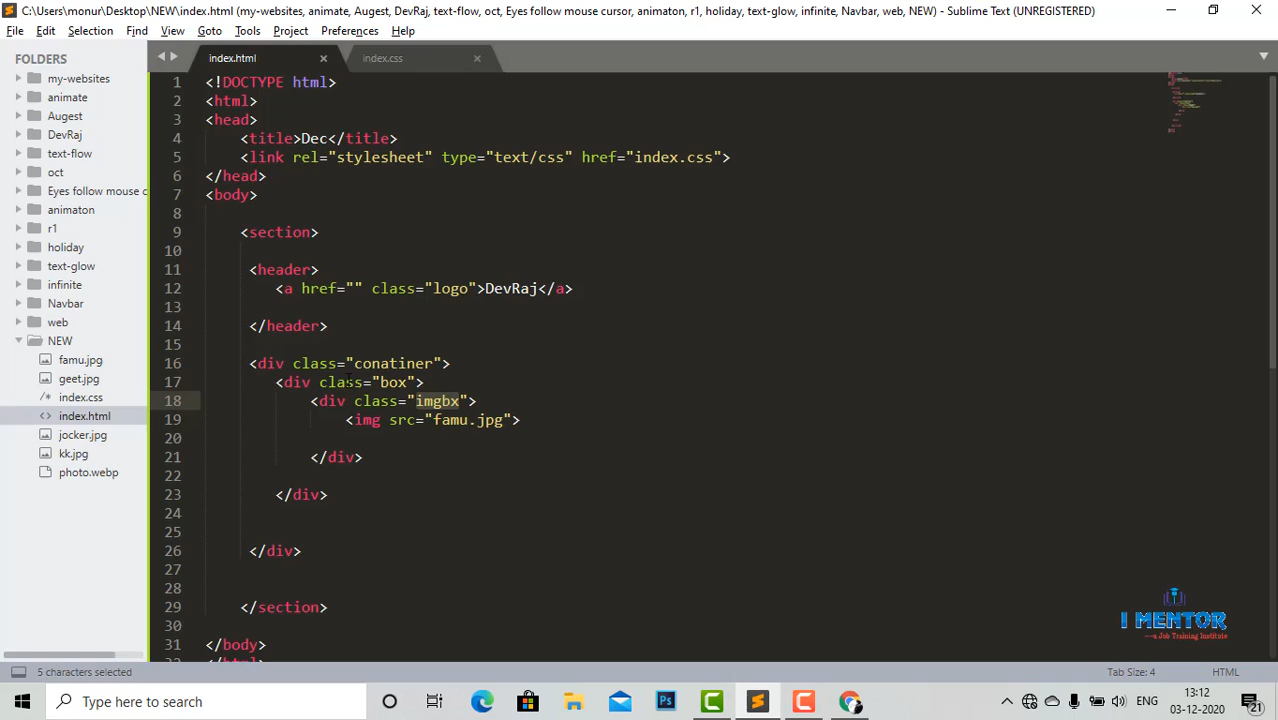 C:\Users\monur\Desktop\NEW\index.html (my-websites, animate, Augest, DevRaj, text-flow, oct, Eyes follow mouse cursor, animaton, r1, holiday, text-glow, infinite, Navbar, web, NEW) - Sublime Text (UNREGISTERED)
File Edit Selection Find View Goto Tools Project Preferences Help
FOLDERS
my-websites
animate
Augest
DevRaj
text-flow
oct
Eyes follow mouse c
animaton
r1
holiday
text-glow
infinite
Navbar
web
NEW
famu.jpg
geet.jpg
/* index.css
<> index.html
jocker.jpg
kk.jpg
photo.webp
index.html × index.css ×
1 <!DOCTYPE html>
2 <html>
3 <head>
4 <title>Dec</title>
5 <link rel="stylesheet" type="text/css" href="index.css">
6 </head>
7 <body>
8
9 <section>
10
11 <header>
12 <a href="" class="logo">DevRaj</a>
13
14 </header>
15
16 <div class="conatiner">
17 <div class="box">
18 <div class="imgbx">
19 <img src="famu.jpg">
20
21 </div>
22
23 </div>
24
25
26 </div>
27
28
29 </section>
30
31 </body>
32 </html>
I MENTOR
...a Job Training Institute
5 characters selected
Tab Size: 4 HTML
Type here to search
Ps
ENG
13:12
03-12-2020
21